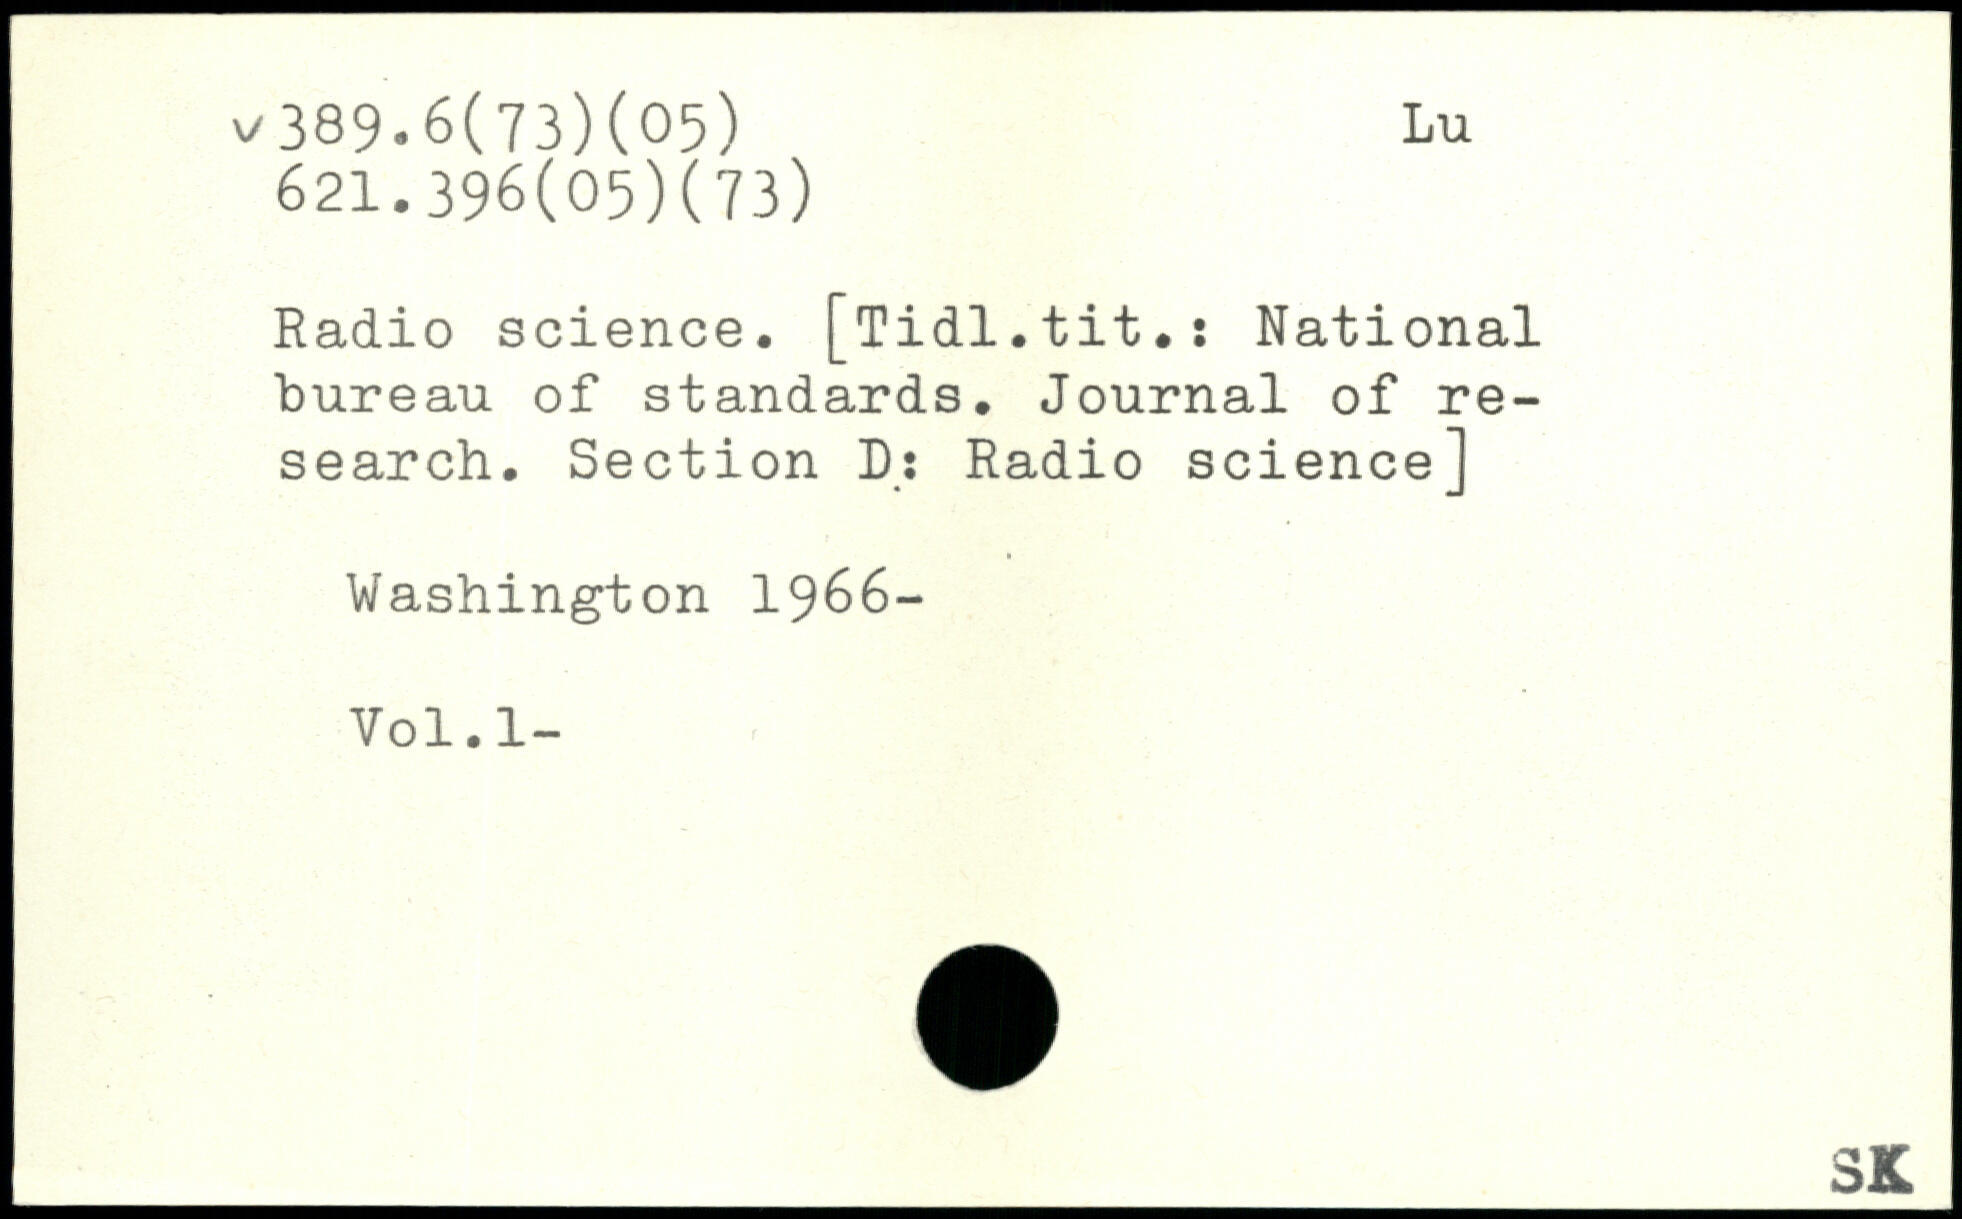 v 389.6(73)(05) Lu
621.396(05)(73)
Radio science. [Tidl.tit.: National
bureau of standards. Journal of re-
search. Section D: Radio science]
Washington 1966-
Vol.1-
SK